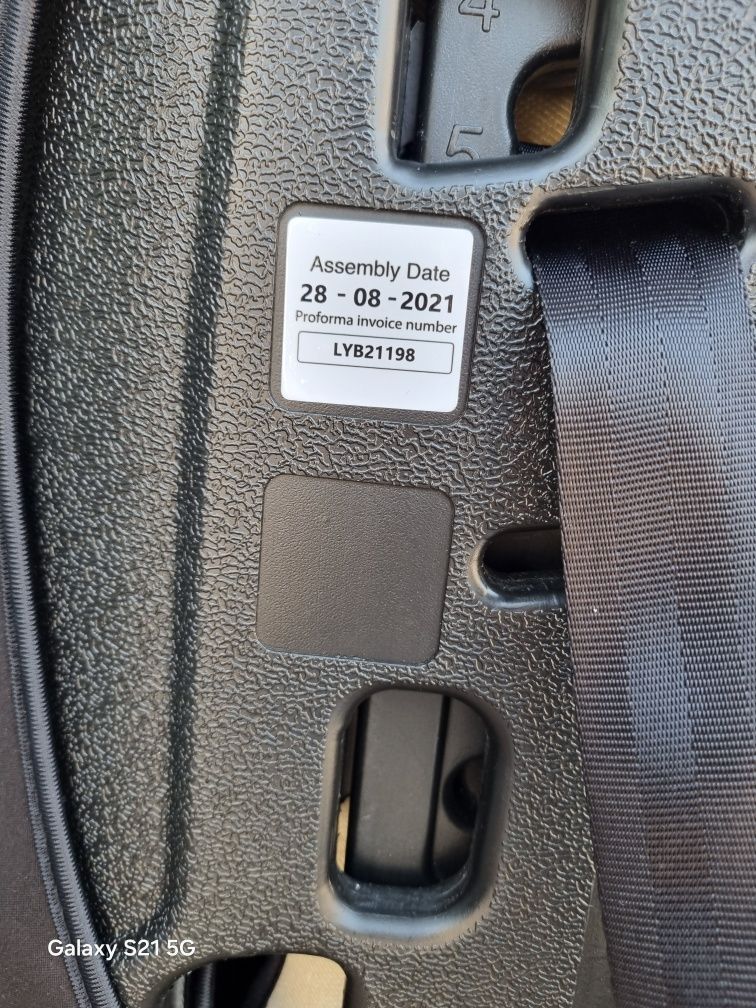 4
5
Assembly Date
28 - 08 - 2021
Proforma invoice number
LYB21198
Galaxy S21 5G